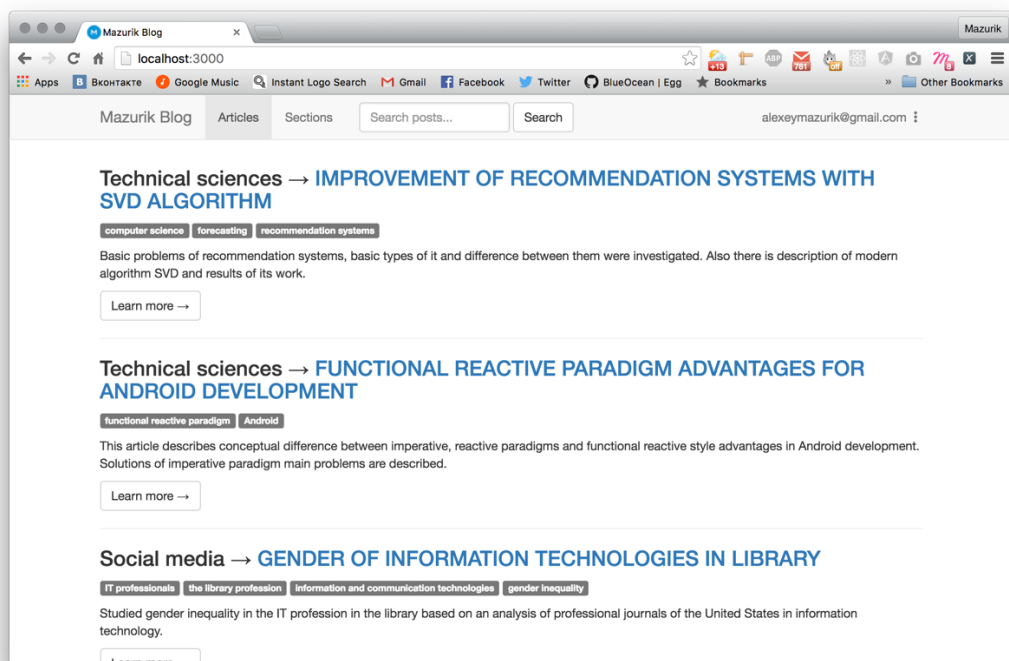 Mazurik Blog
Mazurik
localhost:3000
+13
ABP
781
off
5
Apps
B Вконтакте
Google Music
Instant Logo Search
Gmail
Facebook
Twitter
BlueOcean | Egg
Bookmarks
»
Other Bookmarks
Mazurik Blog
Articles
Sections
Search posts...
Search
alexeymazurik@gmail.com
Technical sciences → IMPROVEMENT OF RECOMMENDATION SYSTEMS WITH
SVD ALGORITHM
computer science forecasting recommendation systems
Basic problems of recommendation systems, basic types of it and difference between them were investigated. Also there is description of modern
algorithm SVD and results of its work.
Learn more →
Technical sciences → FUNCTIONAL REACTIVE PARADIGM ADVANTAGES FOR
ANDROID DEVELOPMENT
functional reactive paradigm Android
This article describes conceptual difference between imperative, reactive paradigms and functional reactive style advantages in Android development.
Solutions of imperative paradigm main problems are described.
Learn more →
Social media → GENDER OF INFORMATION TECHNOLOGIES IN LIBRARY
IT professionals the library profession information and communication technologies gender inequality
Studied gender inequality in the IT profession in the library based on an analysis of professional journals of the United States in information
technology.